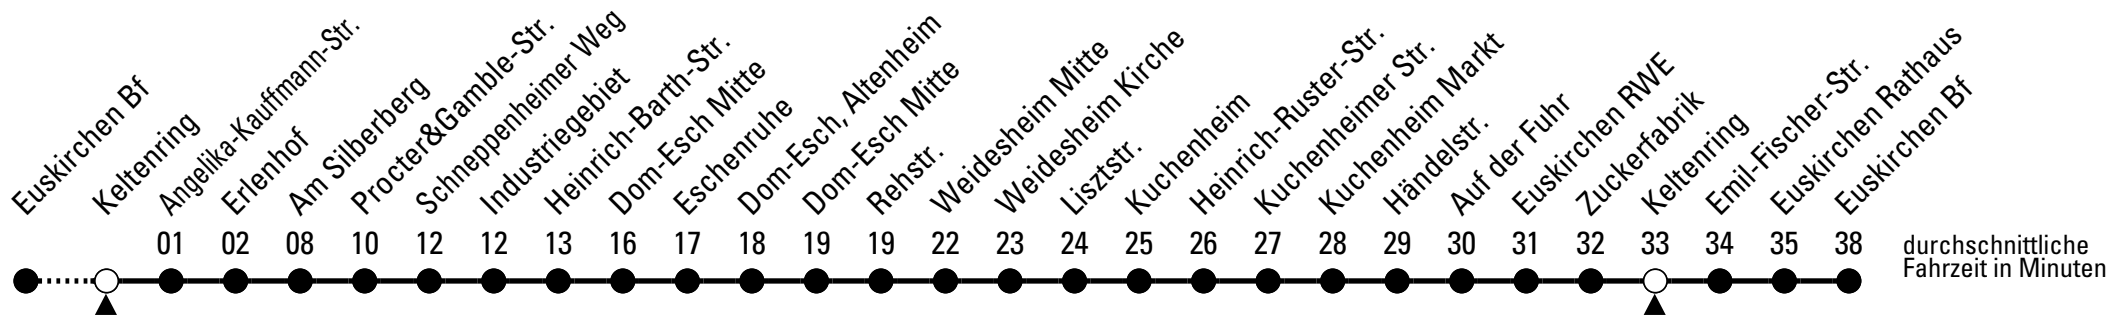 Euskirchen Bf
Keltenring
Angelika-Kauffmann-Str.
Erlenhof
Am Silberberg
Procter&Gamble-Str.
Schneppenheimer Weg
Industriegebiet
Heinrich-Barth-Str.
Dom-Esch Mitte
Eschenruhe
Dom-Esch, Altenheim
Dom-Esch Mitte
Rehstr.
Weidesheim Mitte
Weidesheim Kirche
Lisztstr.
Kuchenheim
Heinrich-Ruster-Str.
Kuchenheimer Str.
Kuchenheim Markt
Händelstr.
Auf der Fuhr
Euskirchen RWE
Zuckerfabrik
Keltenring
Emil-Fischer-Str.
Euskirchen Rathaus
Euskirchen Bf
01 02 08 10 12 12 13 16 17 18 19 19 22 23 24 25 26 27 28 29 30 31 32 33 34 35 38
durchschnittliche
Fahrzeit in Minuten